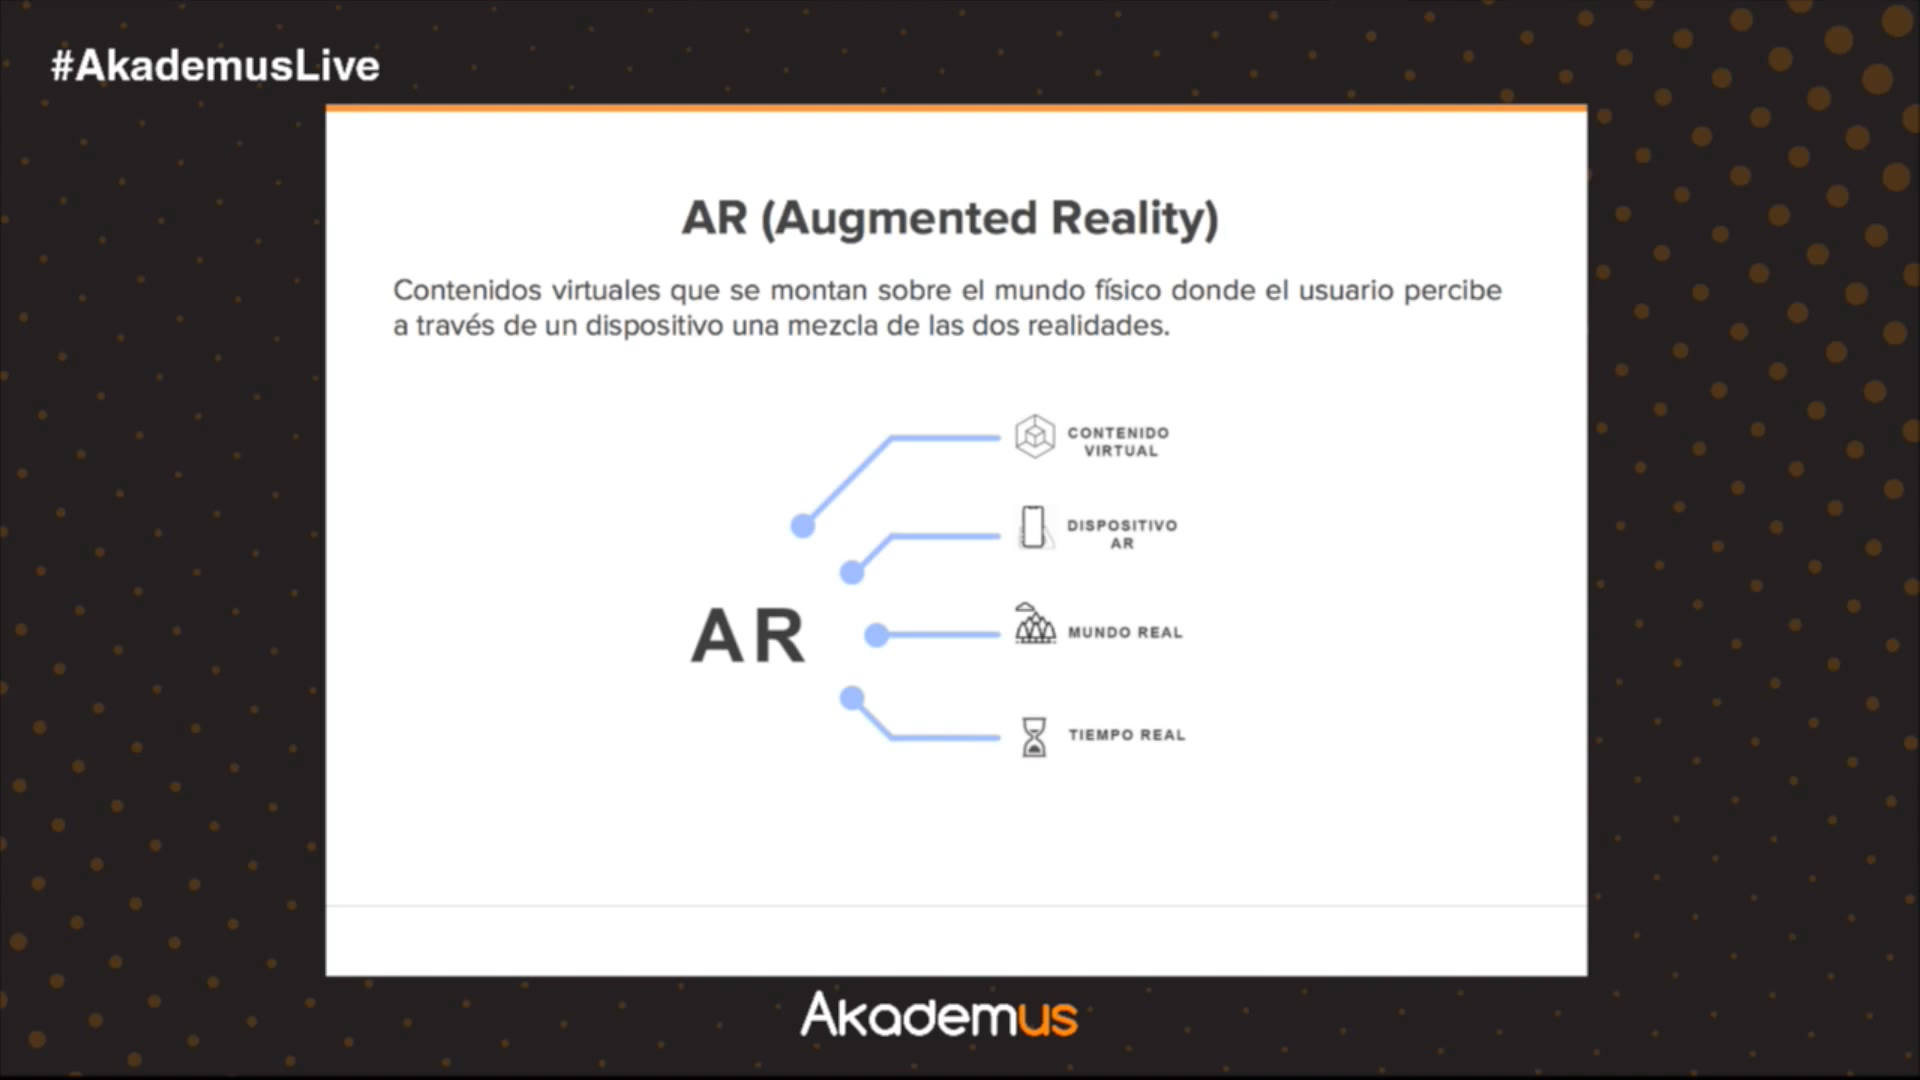 #AkademusLive
AR (Augmented Reality)
Contenidos virtuales que se montan sobre el mundo físico donde el usuario percibe
a través de un dispositivo una mezcla de las dos realidades.
CONTENIDO
VIRTUAL
DISPOSITIVO
AR
AR
MUNDO REAL
TIEMPO REAL
Akademus